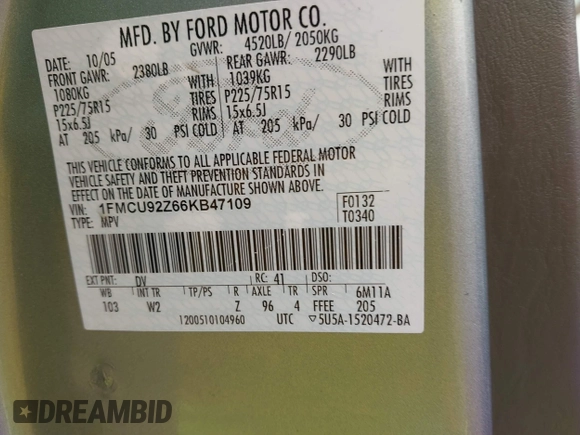 MFD. BY FORD MOTOR CO.
DATE: 10/05 GVWR: 4520LB/ 2050KG
FRONT GAWR: 2380LB REAR GAWR: 2290LB
1080KG WITH 1039KG WITH
P225/75R15 TIRES P225/75R15 TIRES
15x6.5J RIMS 15x6.5J RIMS
AT 205 kPa/ 30 PSI COLD AT 205 kPa/ 30 PSI COLD
THIS VEHICLE CONFORMS TO ALL APPLICABLE FEDERAL MOTOR
VEHICLE SAFETY AND THEFT PREVENTION STANDARDS IN
EFFECT ON THE DATE OF MANUFACTURE SHOWN ABOVE.
VIN: 1FMCU92Z66KB47109 F0132
TYPE: MPV T0340
EXT PNT: DV RC: 41 DSO:
WB INT TR TP/PS R AXLE TR SPR 6M11A
103 W2 Z 96 4 FFEE 205
1200510104960 UTC ▽5U5A-1520472-BA
Ford
DREAMBID